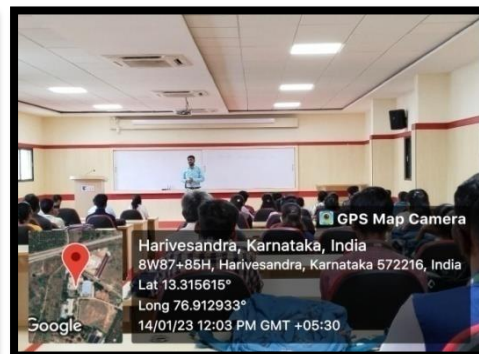 GPS Map Camera
Harivesandra, Karnataka, India
8W87+85H, Harivesandra, Karnataka 572216, India
Lat 13.315615°
Long 76.912933°
14/01/23 12:03 PM GMT +05:30
Google